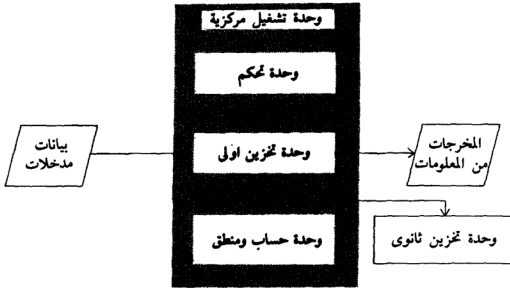 وحدة تشغيل مركزية
وحدة تحكم
المخرجات
من المعلومات
وحدة تخزين اولى
بيانات
مدخلات
وحدة تخزين ثانوى
وحدة حساب ومنطق